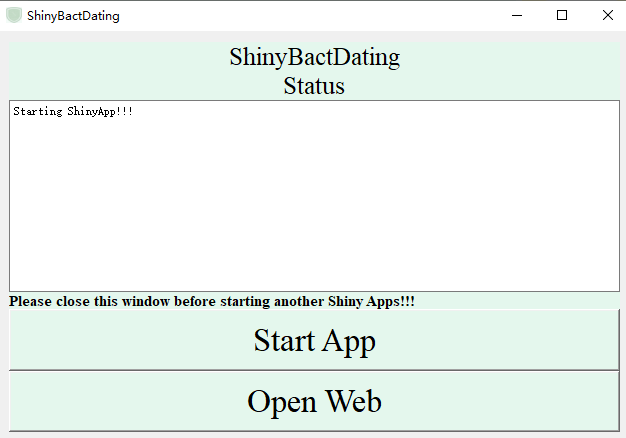 ShinyBactDating
ShinyBactDating
Status
Starting ShinyApp!!!
Please close this window before starting another Shiny Apps!!!
Start App
Open Web